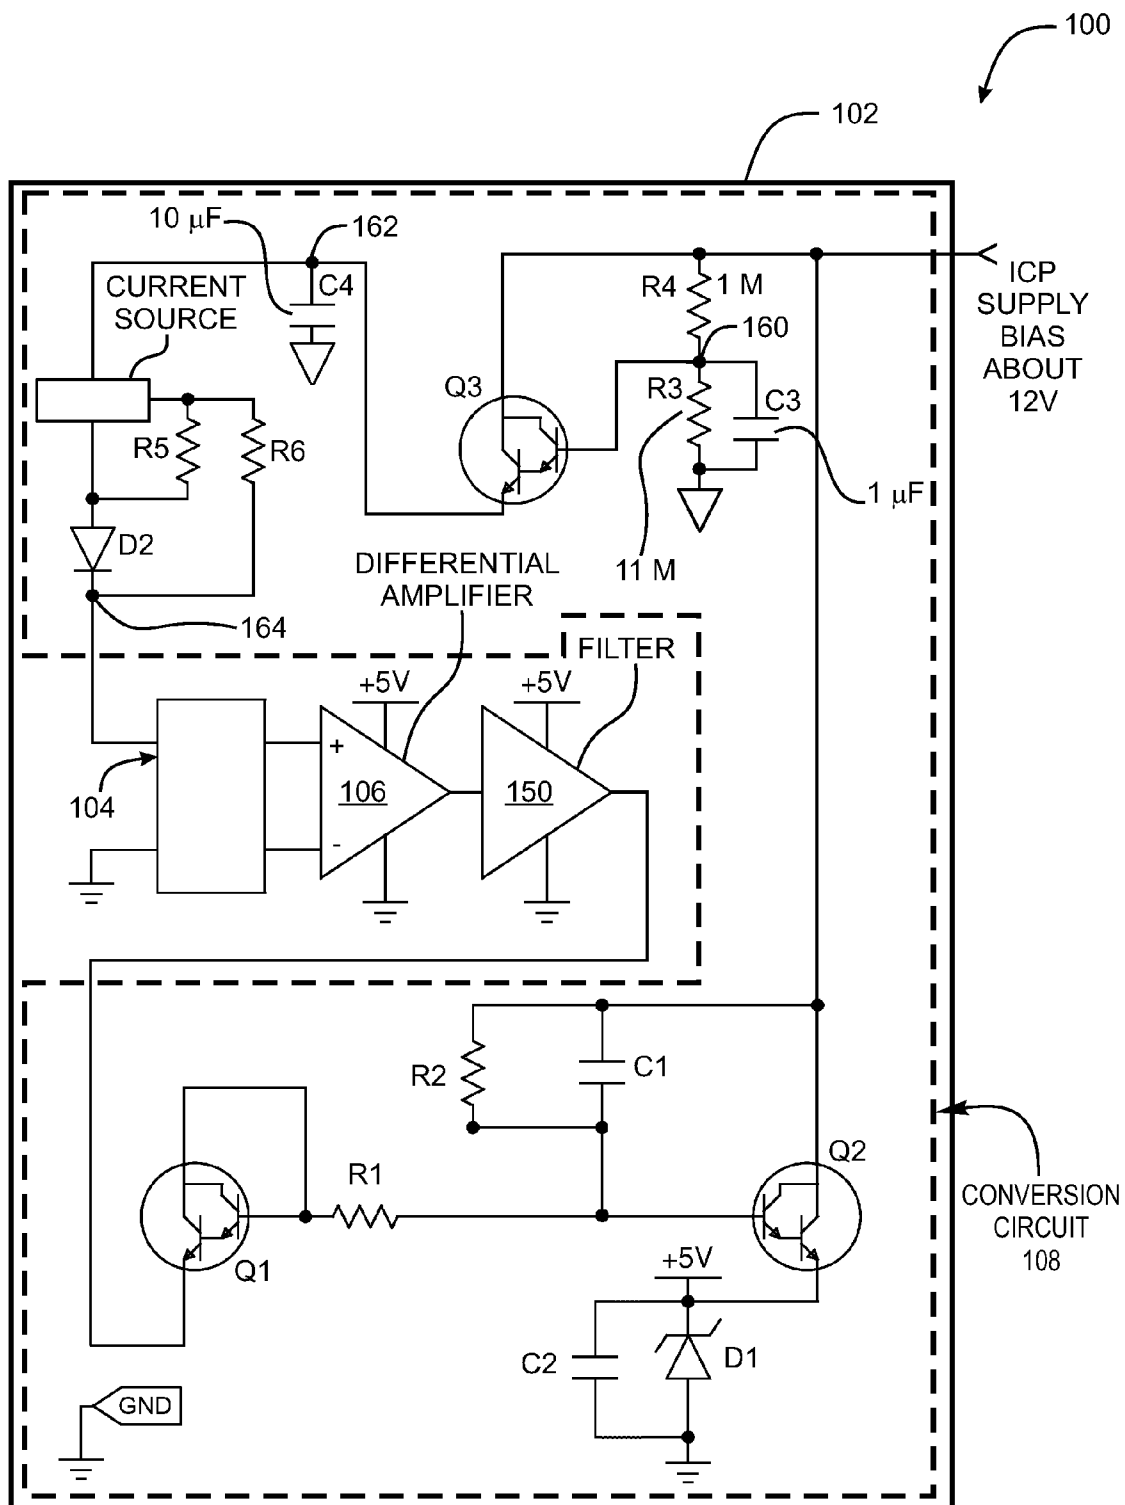 100
102
10 µF
162
CURRENT
SOURCE
C4
R4
1 M
160
ICP
SUPPLY
BIAS
ABOUT
12V
Q3
R3
C3
R5
R6
1 µF
D2
11 M
164
DIFFERENTIAL
AMPLIFIER
FILTER
+5V
+5V
+
104
106
150
-
R2
C1
Q2
R1
Q1
CONVERSION
CIRCUIT
108
+5V
C2
D1
GND